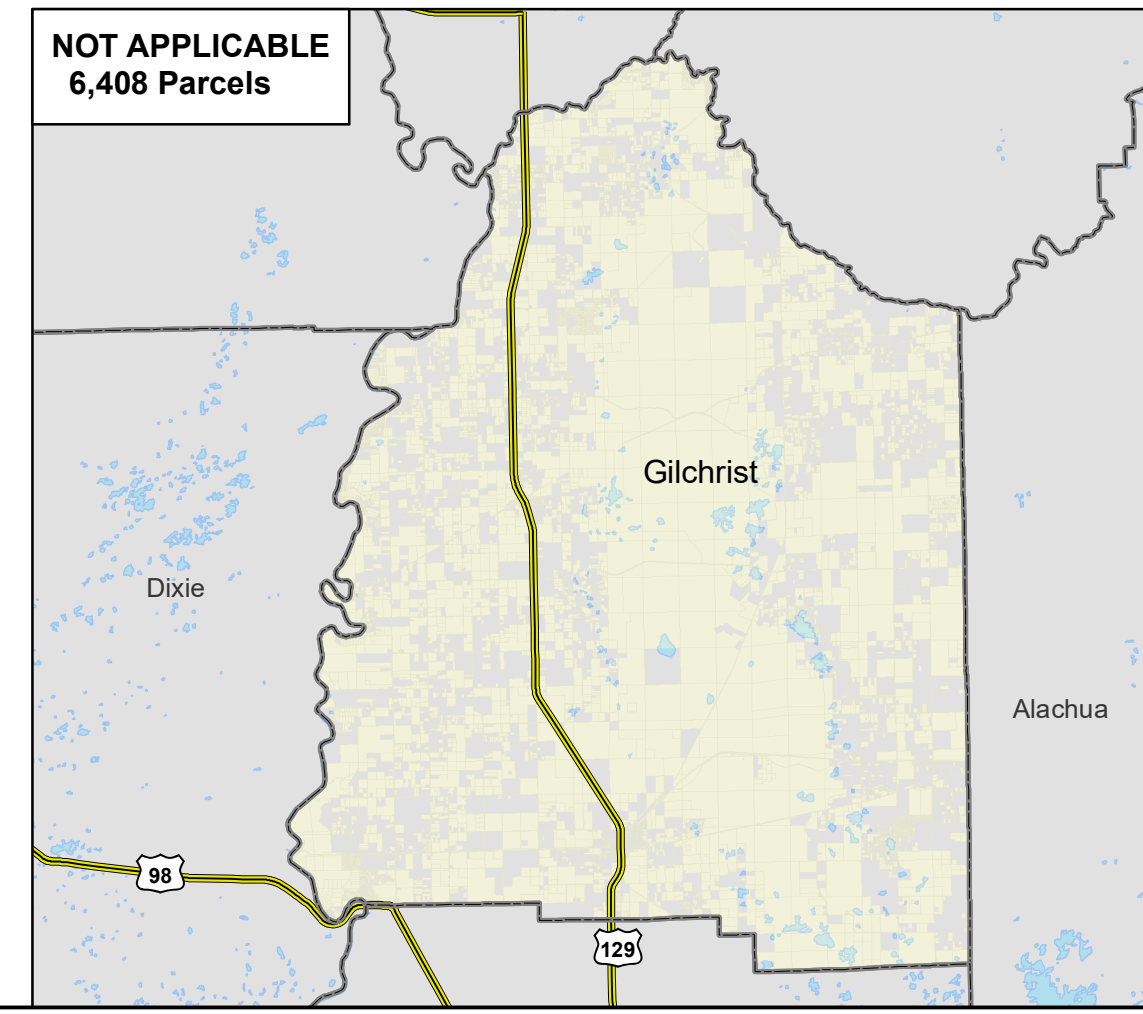 NOT APPLICABLE
6,408 Parcels
Gilchrist
Dixie
Alachua
98
129